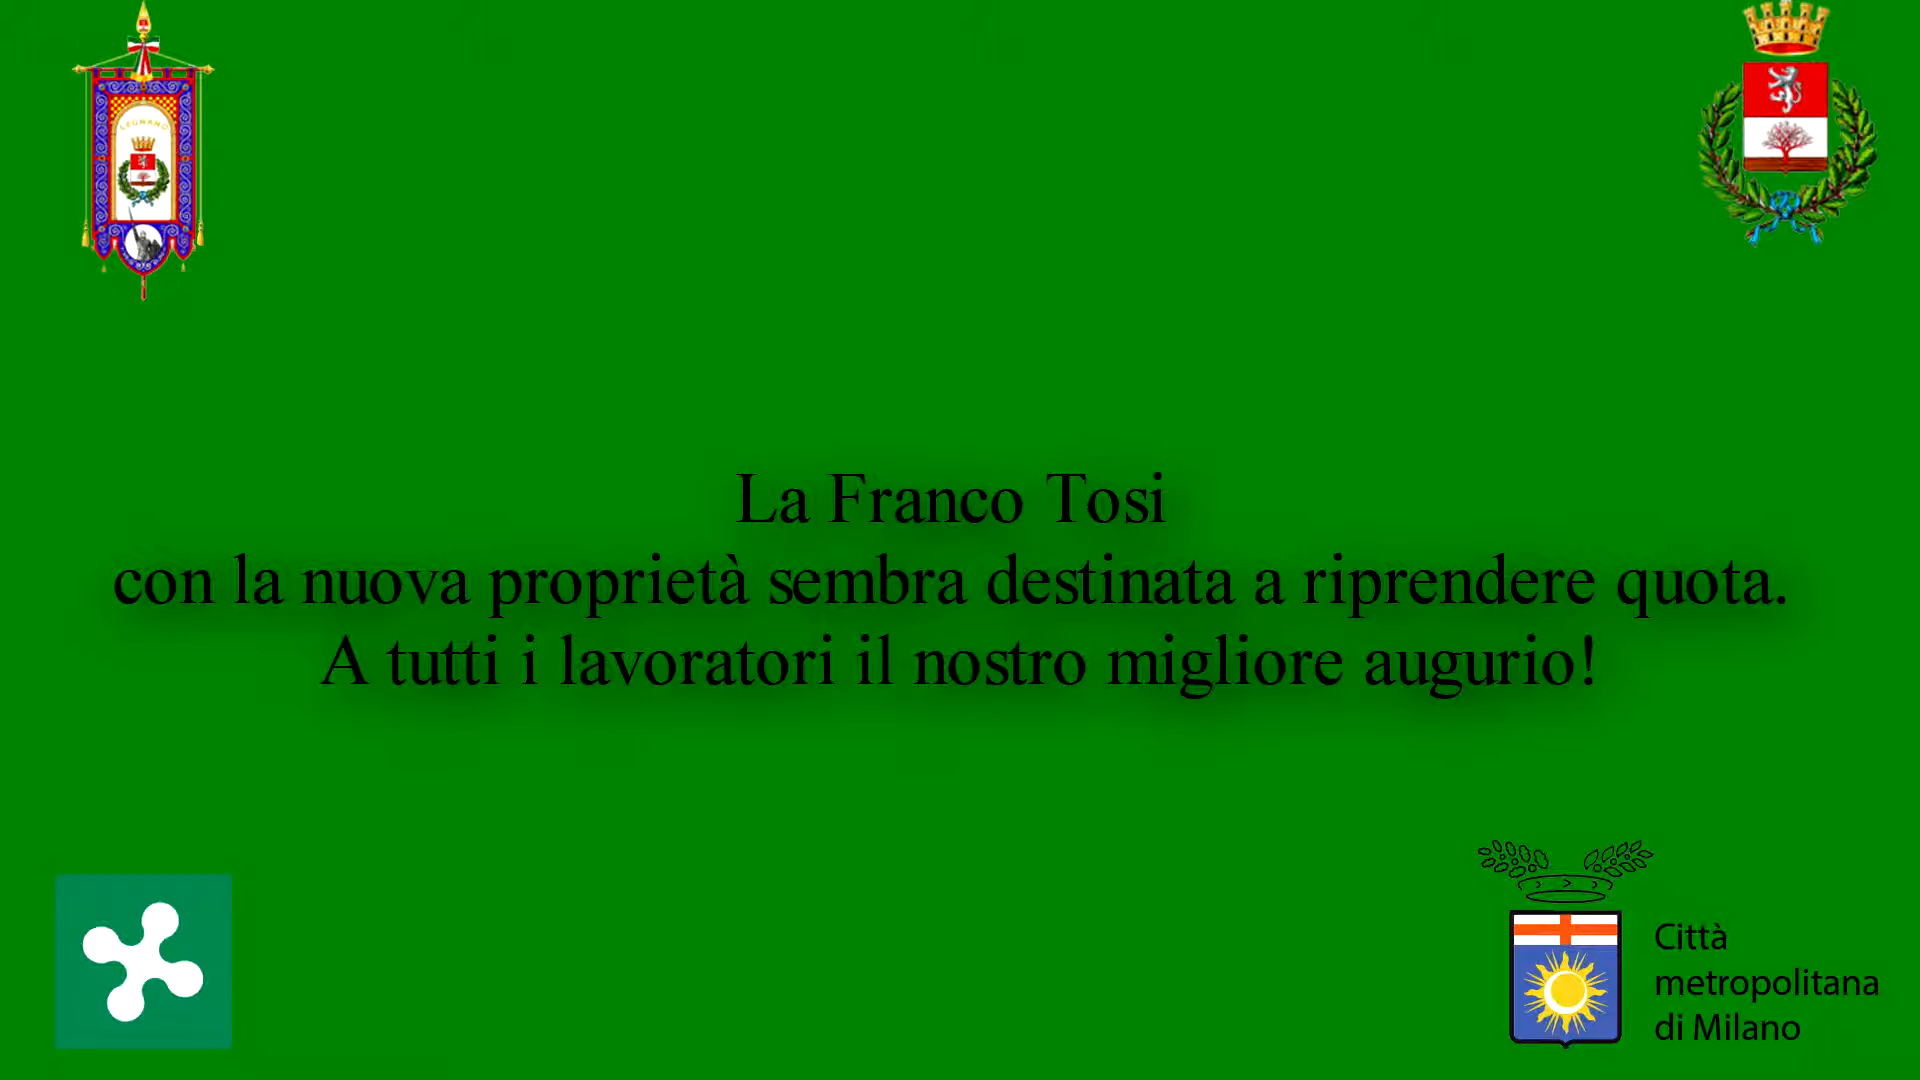 LEGNANO
La Franco Tosi
con la nuova proprietà sembra destinata a riprendere quota.
A tutti i lavoratori il nostro migliore augurio!
Città
metropolitana
di Milano